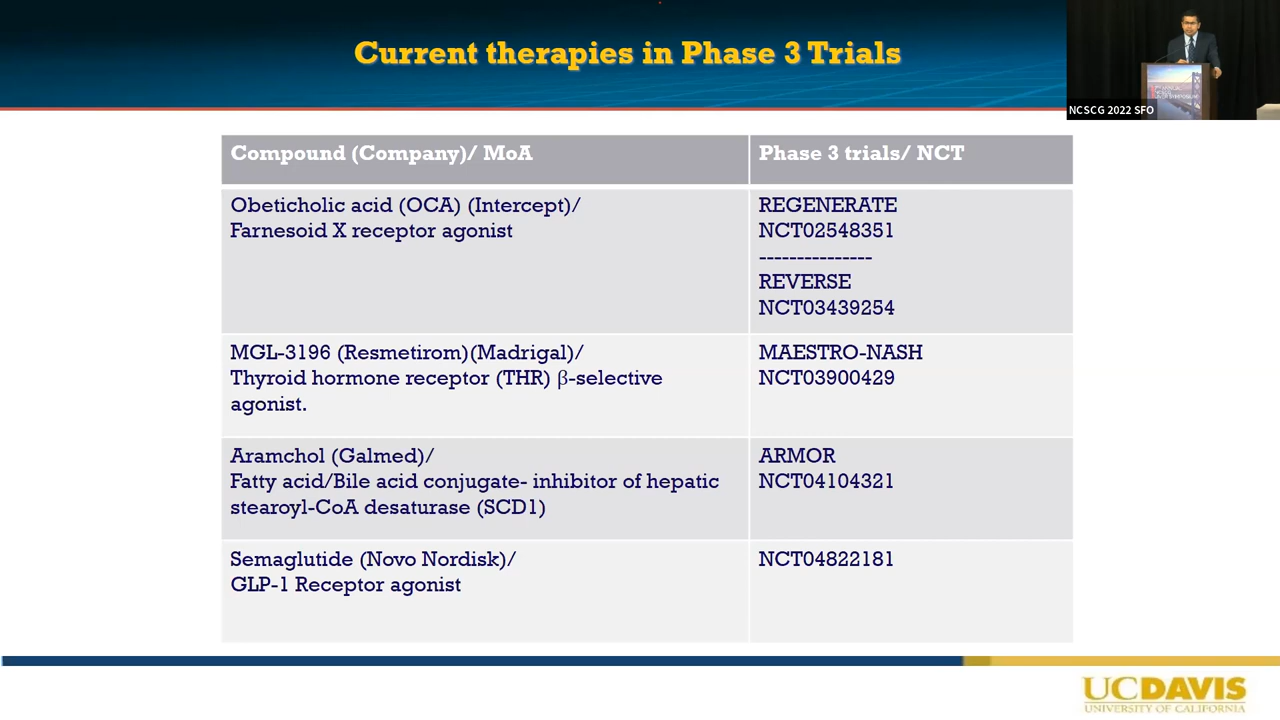 Current therapies in Phase 3 Trials
NCSCG 2022 SFO
Compound (Company)/ MoA
Phase 3 trials/ NCT
Obeticholic acid (OCA) (Intercept)/
Farnesoid X receptor agonist
REGENERATE
NCT02548351
---------------
REVERSE
NCT03439254
MGL-3196 (Resmetirom)(Madrigal)/
Thyroid hormone receptor (THR) β-selective
agonist.
MAESTRO-NASH
NCT03900429
Aramchol (Galmed)/
Fatty acid/Bile acid conjugate- inhibitor of hepatic
stearoyl-CoA desaturase (SCD1)
ARMOR
NCT04104321
Semaglutide (Novo Nordisk)/
GLP-1 Receptor agonist
NCT04822181
UCDAVIS
UNIVERSITY OF CALIFORNIA